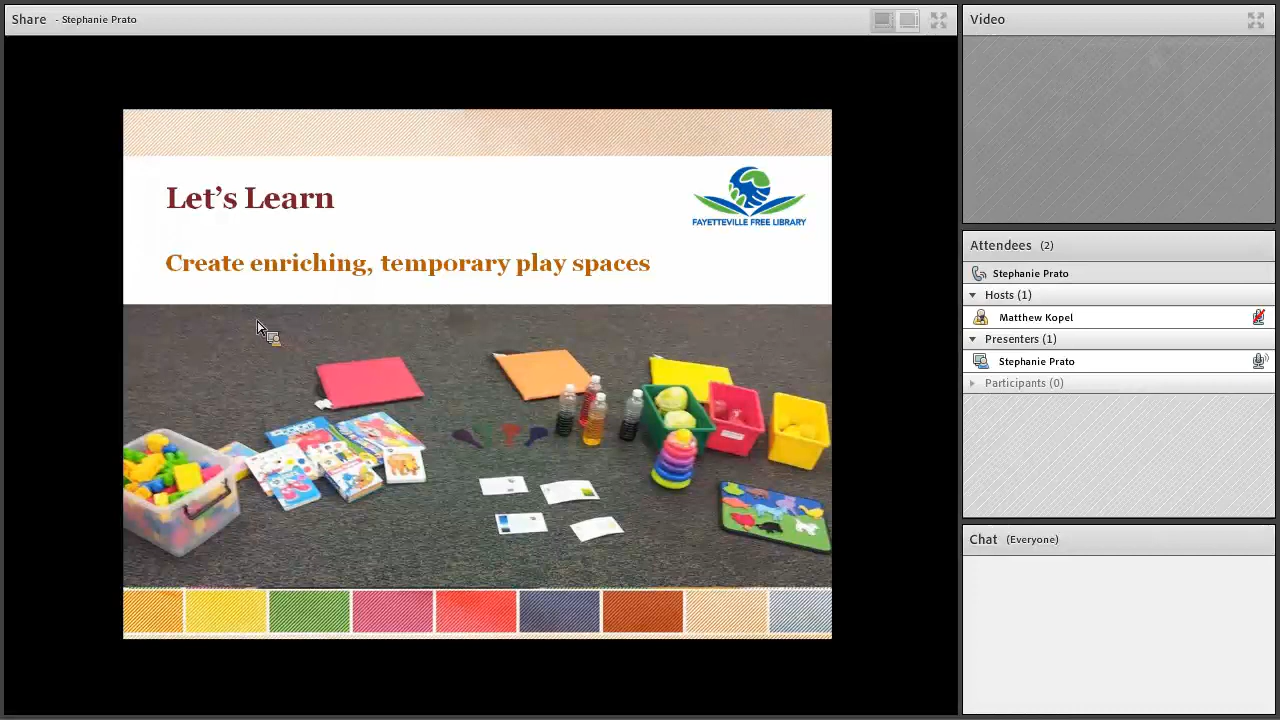 Share - Stephanie Prato
Let's Learn
FAYETTEVILLE FREE LIBRARY
Create enriching, temporary play spaces
Video
Attendees (2)
Stephanie Prato
Hosts (1)
Matthew Kopel
Presenters (1)
Stephanie Prato
Participants (0)
Chat (Everyone)